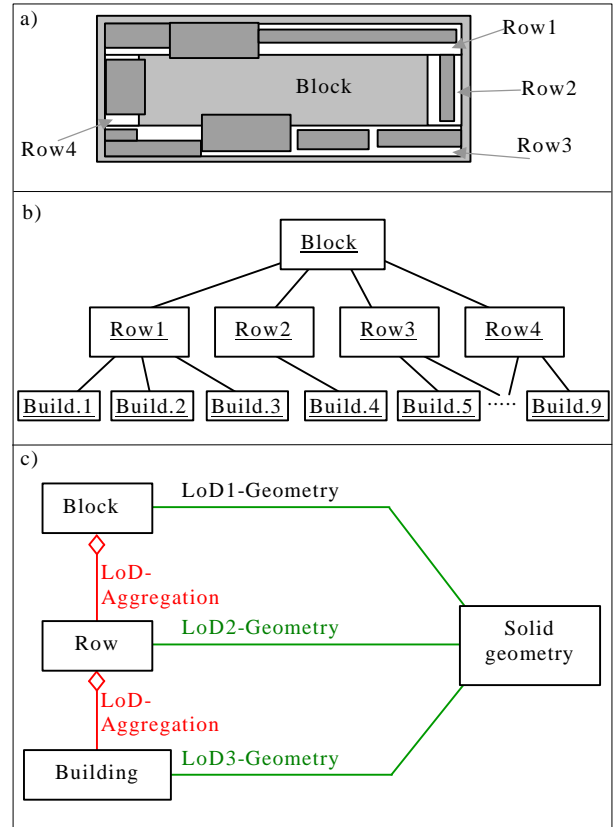 a)
Row1
Block
Row2
Row4
Row3
b)
Block
Row1 Row2 Row3 Row4
Build.1 Build.2 Build.3 Build.4 Build.5 ..... Build.9
c)
LoD1-Geometry
Block
LoD-
Aggregation
LoD2-Geometry
Row
Solid
geometry
LoD-
Aggregation
LoD3-Geometry
Building